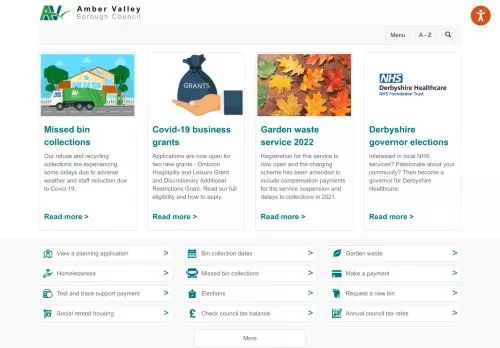 AV Amber Valley
Borough Council
Menu A - Z
GRANTS
NHS
Derbyshire Healthcare
NHS Foundation Trust
Missed bin
collections
Our refuse and recycling
collections are experiencing
some delays due to adverse
weather and staff reduction due
to Covid-19.
Read more >
Covid-19 business
grants
Applications are now open for
two new grants - Omicron
Hospitality and Leisure Grant
and Discretionary Additional
Restrictions Grant. Read our full
eligibility and how to apply.
Read more >
Garden waste
service 2022
Registration for this service is
now open and the charging
scheme has been amended to
include compensation payments
for the service suspension and
delays to collections in 2021.
Read more >
Derbyshire
governor elections
Interested in local NHS
services? Passionate about your
community? Then become a
governor for Derbyshire
Healthcare.
Read more >
View a planning application >
Bin collection dates >
Garden waste >
Homelessness >
Missed bin collections >
Make a payment >
Test and trace support payment >
Elections >
Request a new bin >
Social rented housing >
£ Check council tax balance >
Annual council tax rates >
More